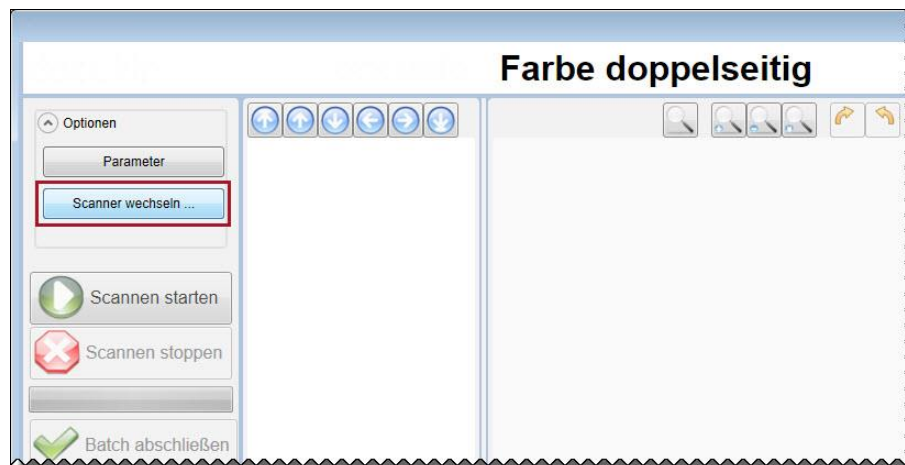 Farbe doppelseitig
Optionen
Parameter
Scanner wechseln ...
Scannen starten
Scannen stoppen
Batch abschließen